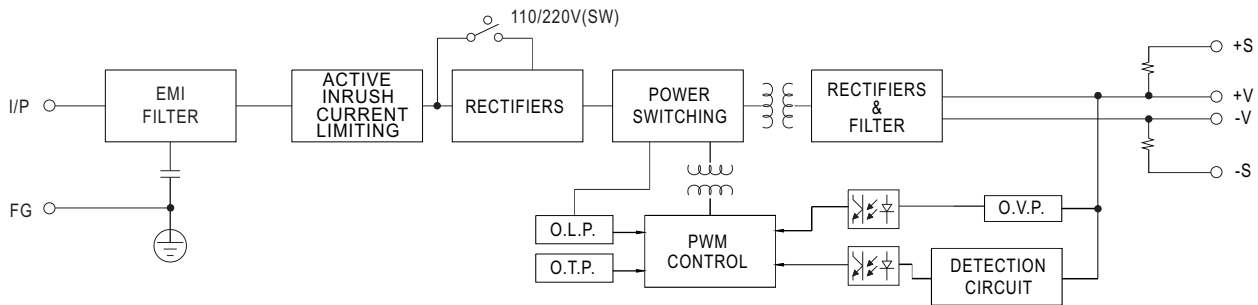 110/220V(SW)
+S
I/P
EMI
FILTER
ACTIVE
INRUSH
CURRENT
LIMITING
RECTIFIERS
POWER
SWITCHING
RECTIFIERS
&
FILTER
+V
-V
-S
FG
O.L.P.
O.T.P.
PWM
CONTROL
O.V.P.
DETECTION
CIRCUIT